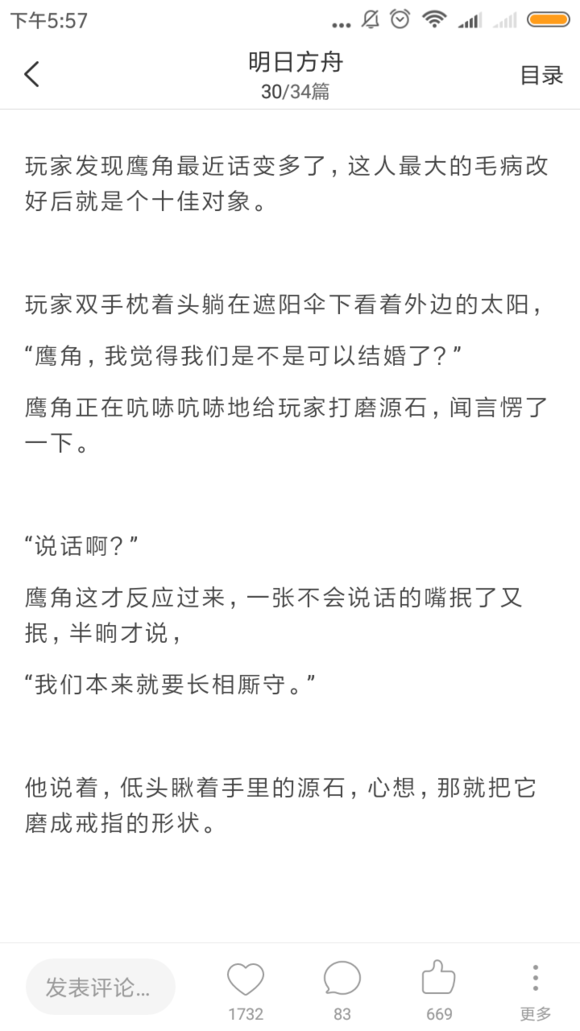 下午5:57
明日方舟
目录
30/34篇
玩家发现鹰角最近话变多了，这人最大的毛病改
好后就是个十佳对象。
玩家双手枕着头躺在遮阳伞下看着外边的太阳，
“鹰角，我觉得我们是不是可以结婚了？”
鹰角正在吭哧吭哧地给玩家打磨源石，闻言愣了
一下。
“说话啊？”
鹰角这才反应过来，一张不会说话的嘴抿了又
抿，半晌才说，
“我们本来就要长相厮守。”
他说着，低头瞅着手里的源石，心想，那就把它
磨成戒指的形状。
发表评论...
1732
83
669
更多